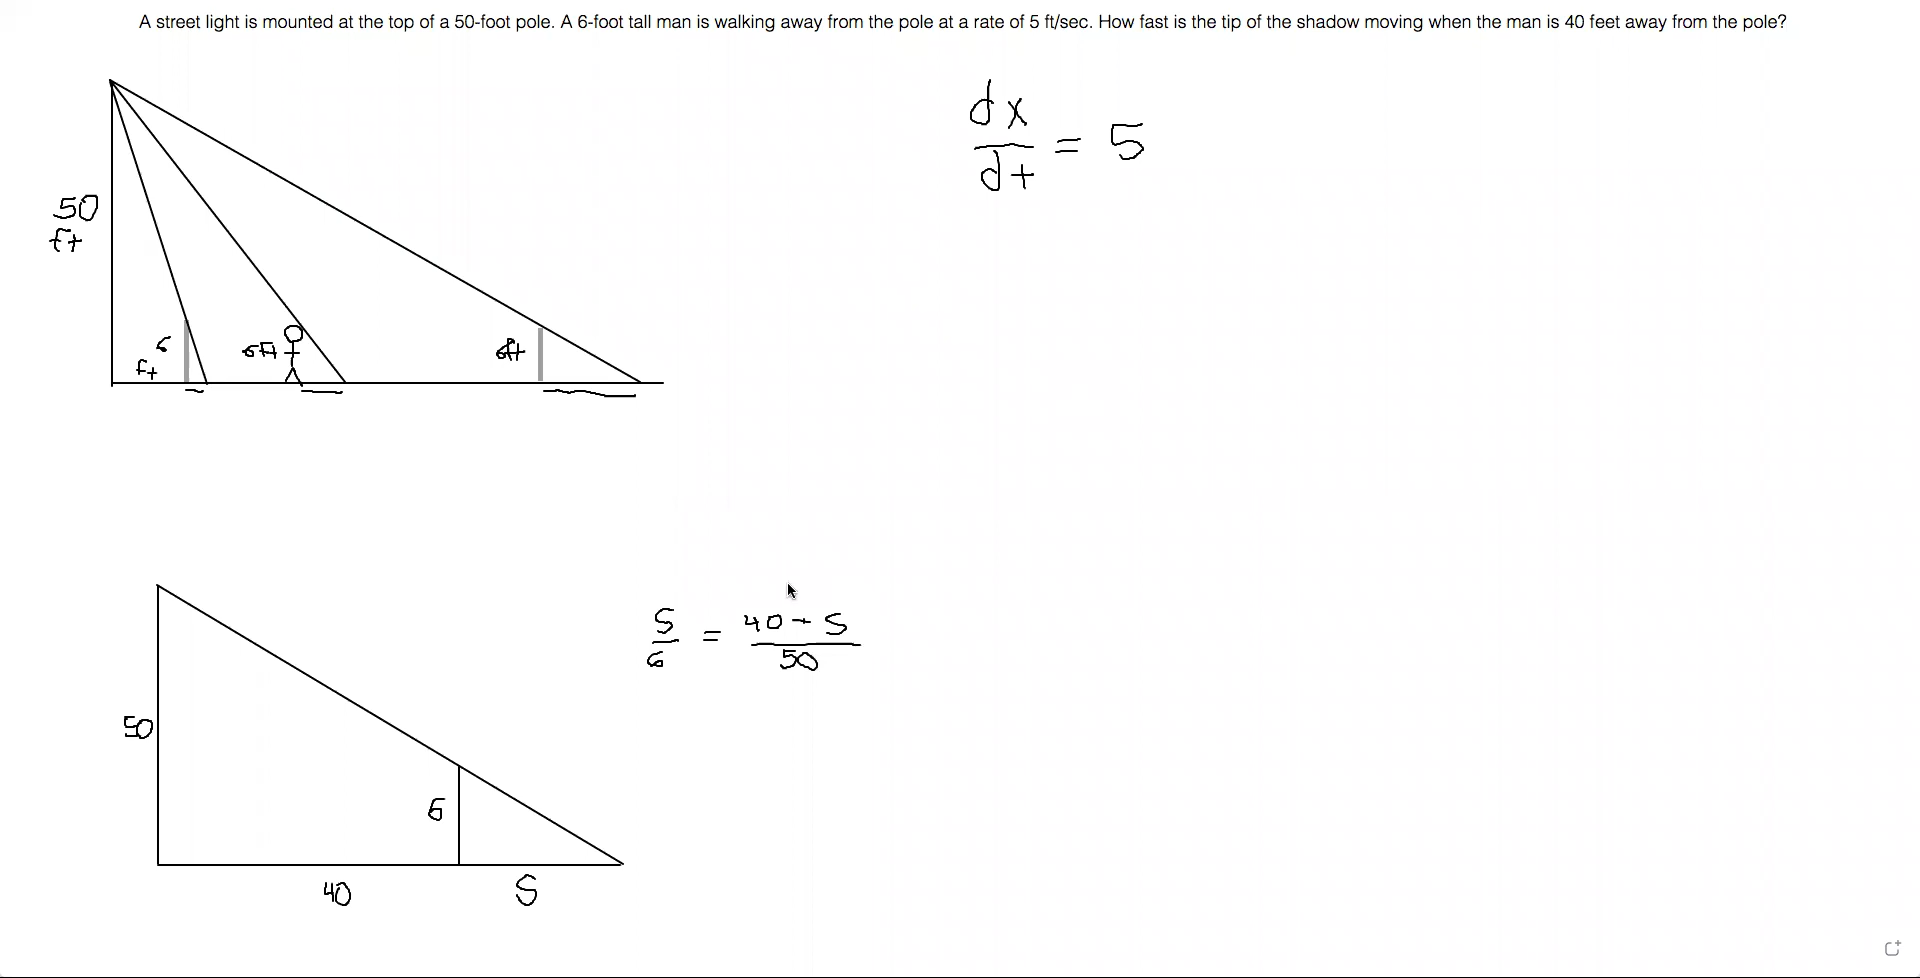 A street light is mounted at the top of a 50-foot pole. A 6-foot tall man is walking away from the pole at a rate of 5 ft/sec. How fast is the tip of the shadow moving when the man is 40 feet away from the pole?
dx/dt = 5
50
ft
6
ft
6ft
6ft
S/6 = 40+S/50
50
6
40
S